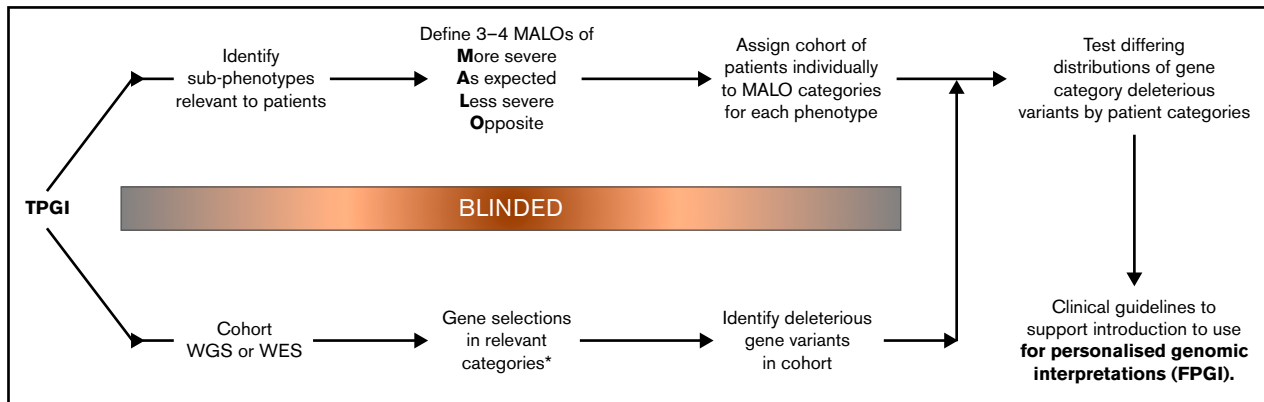 TPGI
Identify
sub-phenotypes
relevant to patients
Define 3–4 MALOs of
More severe
As expected
Less severe
Opposite
Assign cohort of
patients individually
to MALO categories
for each phenotype
Test differing
distributions of gene
category deleterious
variants by patient categories
BLINDED
Cohort
WGS or WES
Gene selections
in relevant
categories*
Identify deleterious
gene variants
in cohort
Clinical guidelines to
support introduction to use
for personalised genomic
interpretations (FPGI).